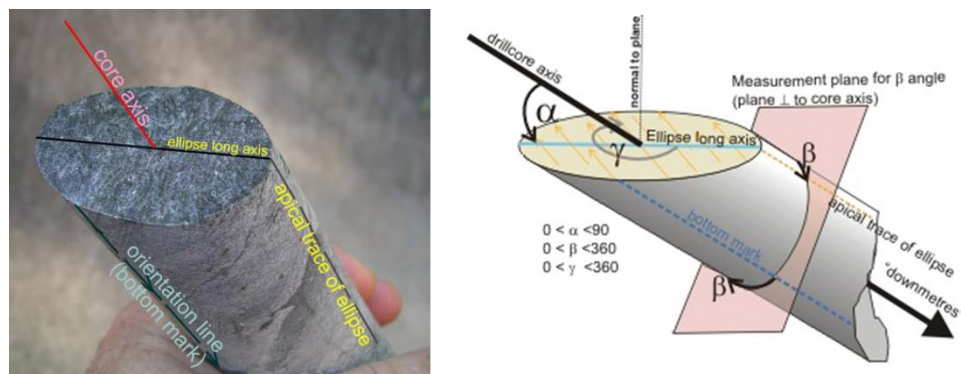 core axis
ellipse long axis
apical trace of ellipse
orientation line
(bottom mark)
drillcore axis
normal to plane
Measurement plane for β angle
(plane ⊥ to core axis)
α
Ellipse long axis
γ
β
bottom mark
apical trace of ellipse
0 < α <90
0 < β <360
0 < γ <360
β
"downmetres